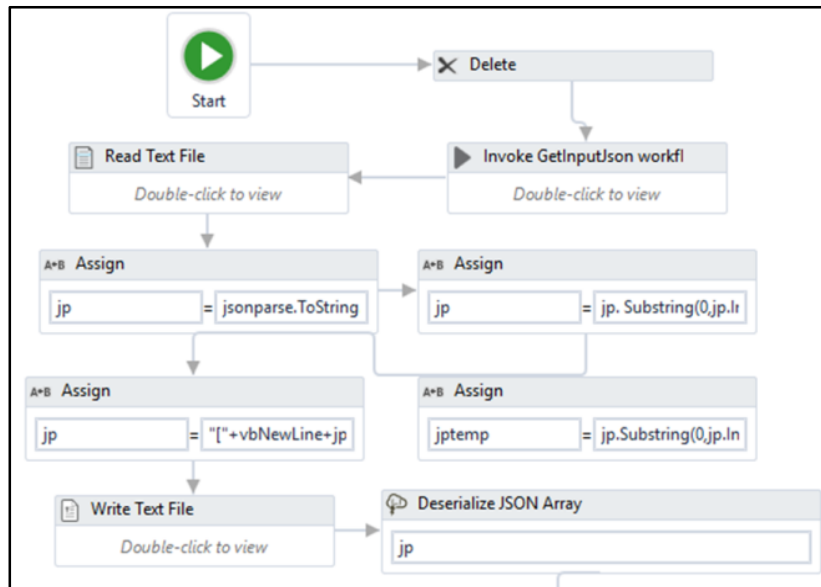 Start
Delete
Read Text File
Double-click to view
Invoke GetInputJson workfl
Double-click to view
A+B Assign
jp = jsonparse.ToString
A+B Assign
jp = jp. Substring(0,jp.Ir
A+B Assign
jp = "["+vbNewLine+jp
A+B Assign
jptemp = jp.Substring(0,jp.In
Write Text File
Double-click to view
Deserialize JSON Array
jp